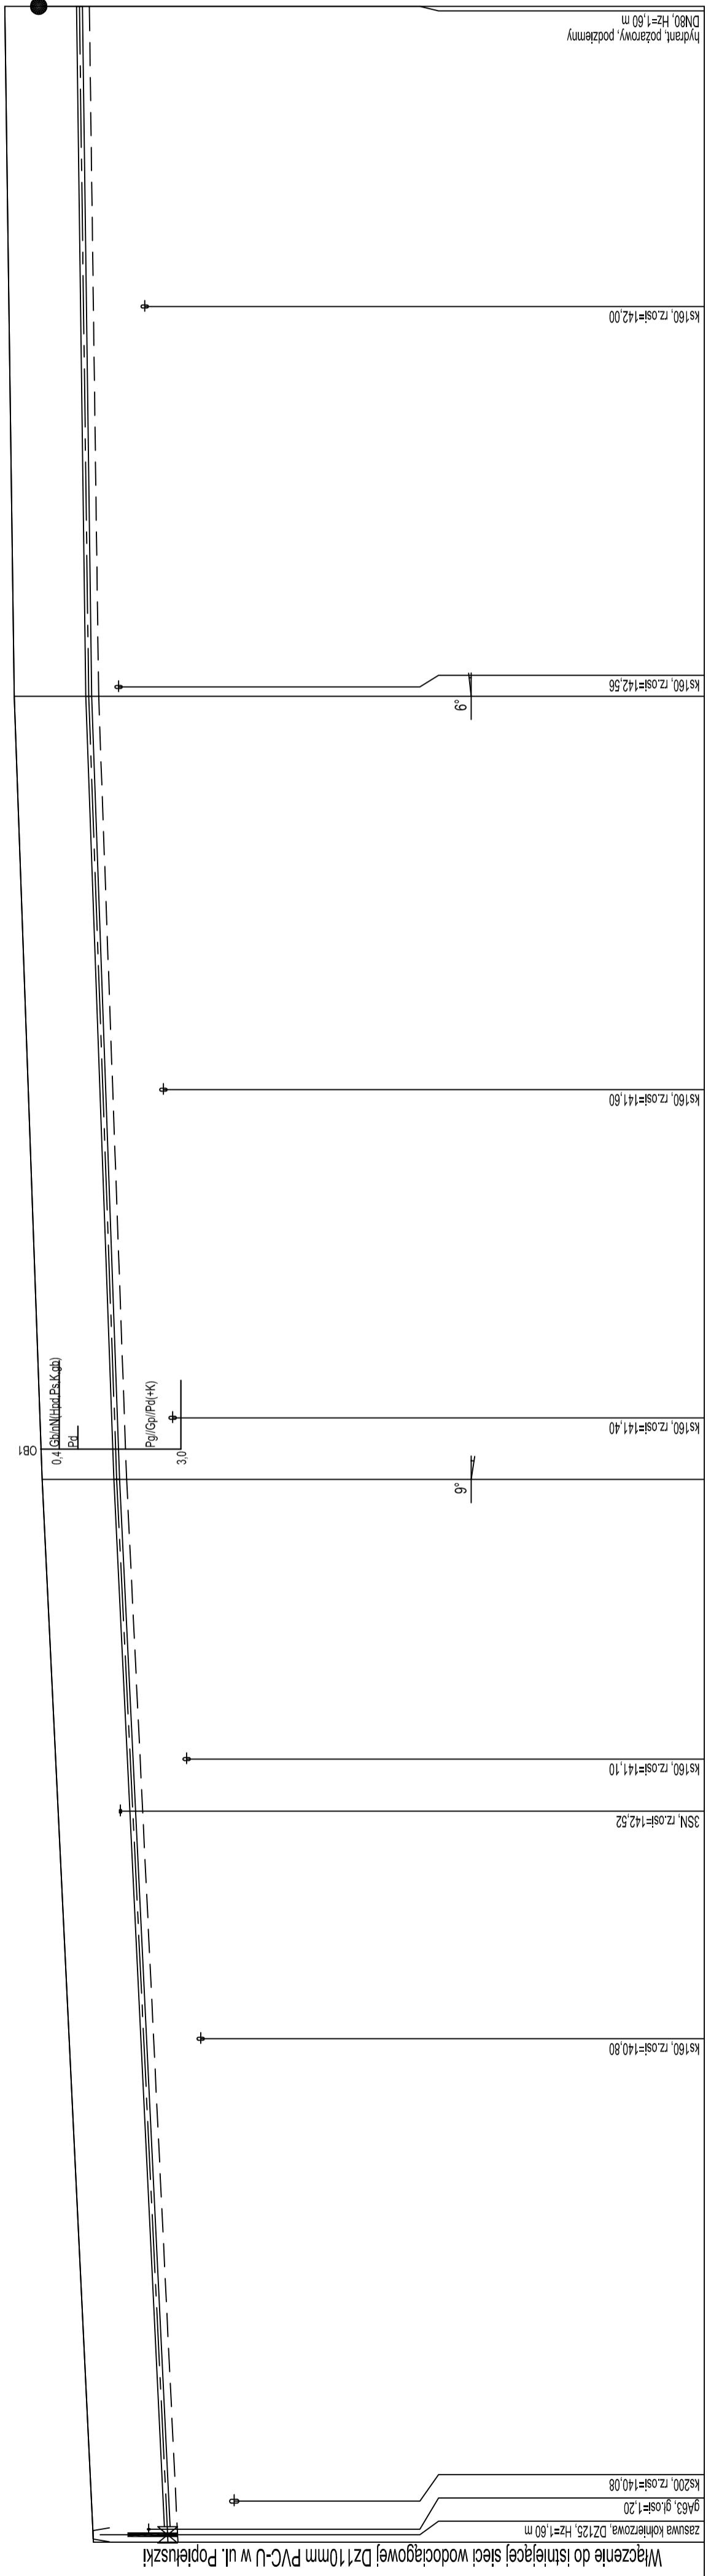 Włączenie do istniejącej sieci wodociągowej Dz110mm PVC-U w ul. Popiełuszki
zasuwa kołnierzowa, DZ125, Hz=1,60 m
gA63, gł.osi=1,20
ks200, rz.osi=140,08
ks160, rz.osi=140,80
3SN, rz.osi=142,52
ks160, rz.osi=141,10
6°
ks160, rz.osi=141,40
OB1
0,4
Gb/nN(Hpd,Ps,K,gb)
Pd
Pg//Gp//Pd(+K)
3,0
ks160, rz.osi=141,60
6°
ks160, rz.osi=142,56
ks160, rz.osi=142,00
hydrant, pożarowy, podziemny
DN80, Hz=1,60 m